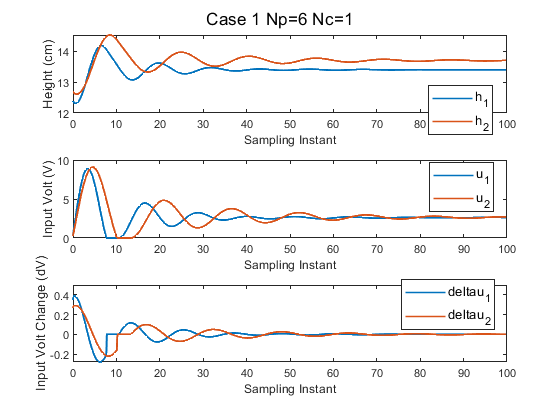 Case 1 Np=6 Nc=1
Height (cm)
14
13
12
0 10 20 30 40 50 60 70 80 90 100
Sampling Instant
h1
h2
Input Volt (V)
10
5
0
0 10 20 30 40 50 60 70 80 90 100
Sampling Instant
u1
u2
Input Volt Change (dV)
0.4
0.2
0
-0.2
0 10 20 30 40 50 60 70 80 90 100
Sampling Instant
deltau1
deltau2